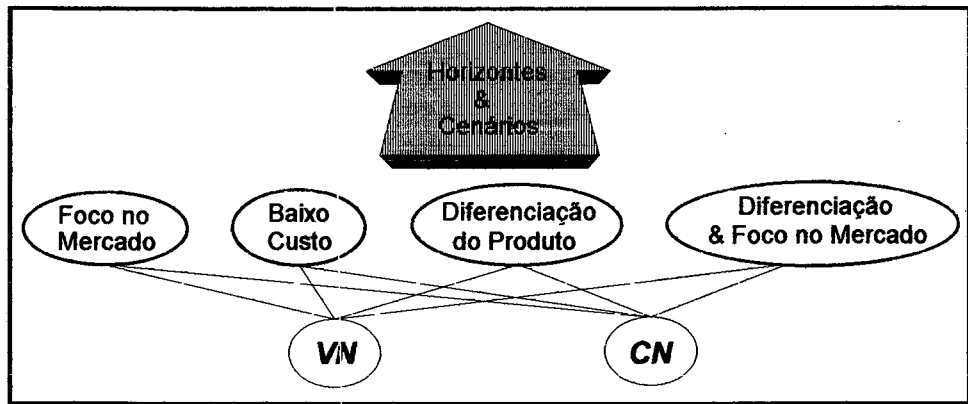 Horizontes
&
Cenários
Foco no
Mercado
Baixo
Custo
Diferenciação
do Produto
Diferenciação
& Foco no Mercado
VN
CN